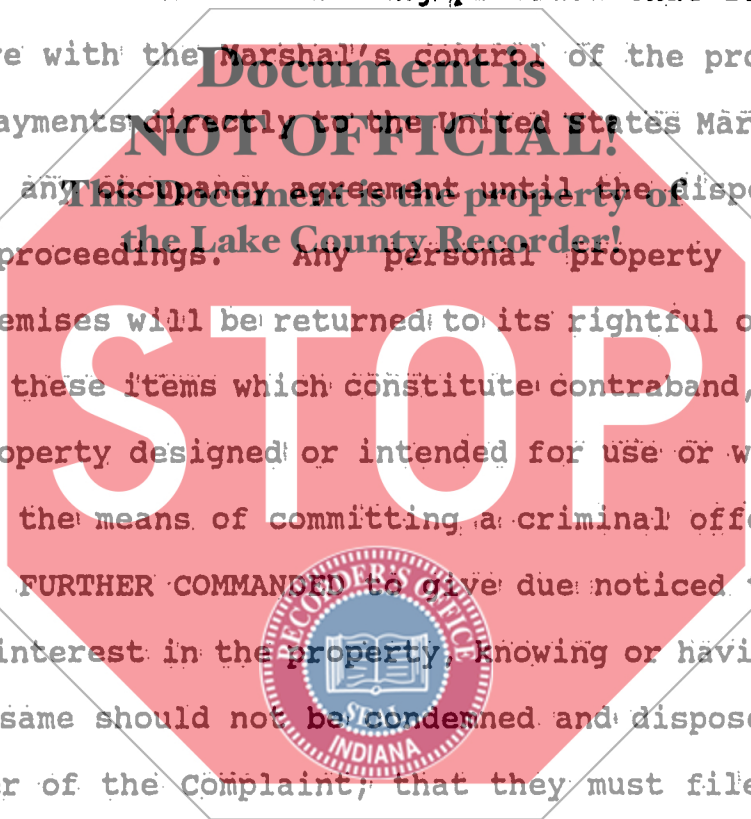 re with the Marshal's control of the pro
Document is
ayments directly to the United States Mar
NOT OFFICIAL!
any occupancy agreement until the dispo
This Document is the property of
the Lake County Recorder!
proceedings. Any personal property
emises will be returned to its rightful o
STOP
these items which constitute contraband,
operty designed or intended for use or w
the means of committing a criminal offe
FURTHER COMMANDED to give due noticed
RECORDER'S OFFICE
interest in the property, knowing or havi
SEAL
same should not be condemned and dispose
INDIANA
r of the Complaint; that they must file